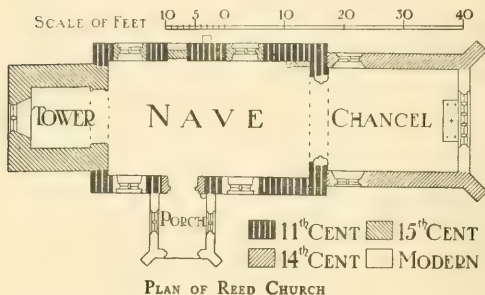 SCALE OF FEET 10 5 0 10 20 30 40
TOWER NAVE CHANCEL
PORCH
11th CENT 15th CENT
14th CENT MODERN
PLAN OF REED CHURCH